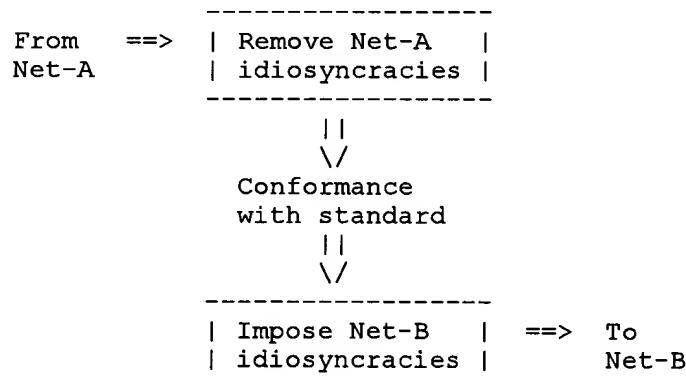 -------------------
From   ==>  | Remove Net-A   |
Net-A       | idiosyncracies |
-------------------
||
\/
Conformance
with standard
||
\/
-------------------
| Impose Net-B   |  ==>  To
| idiosyncracies |       Net-B